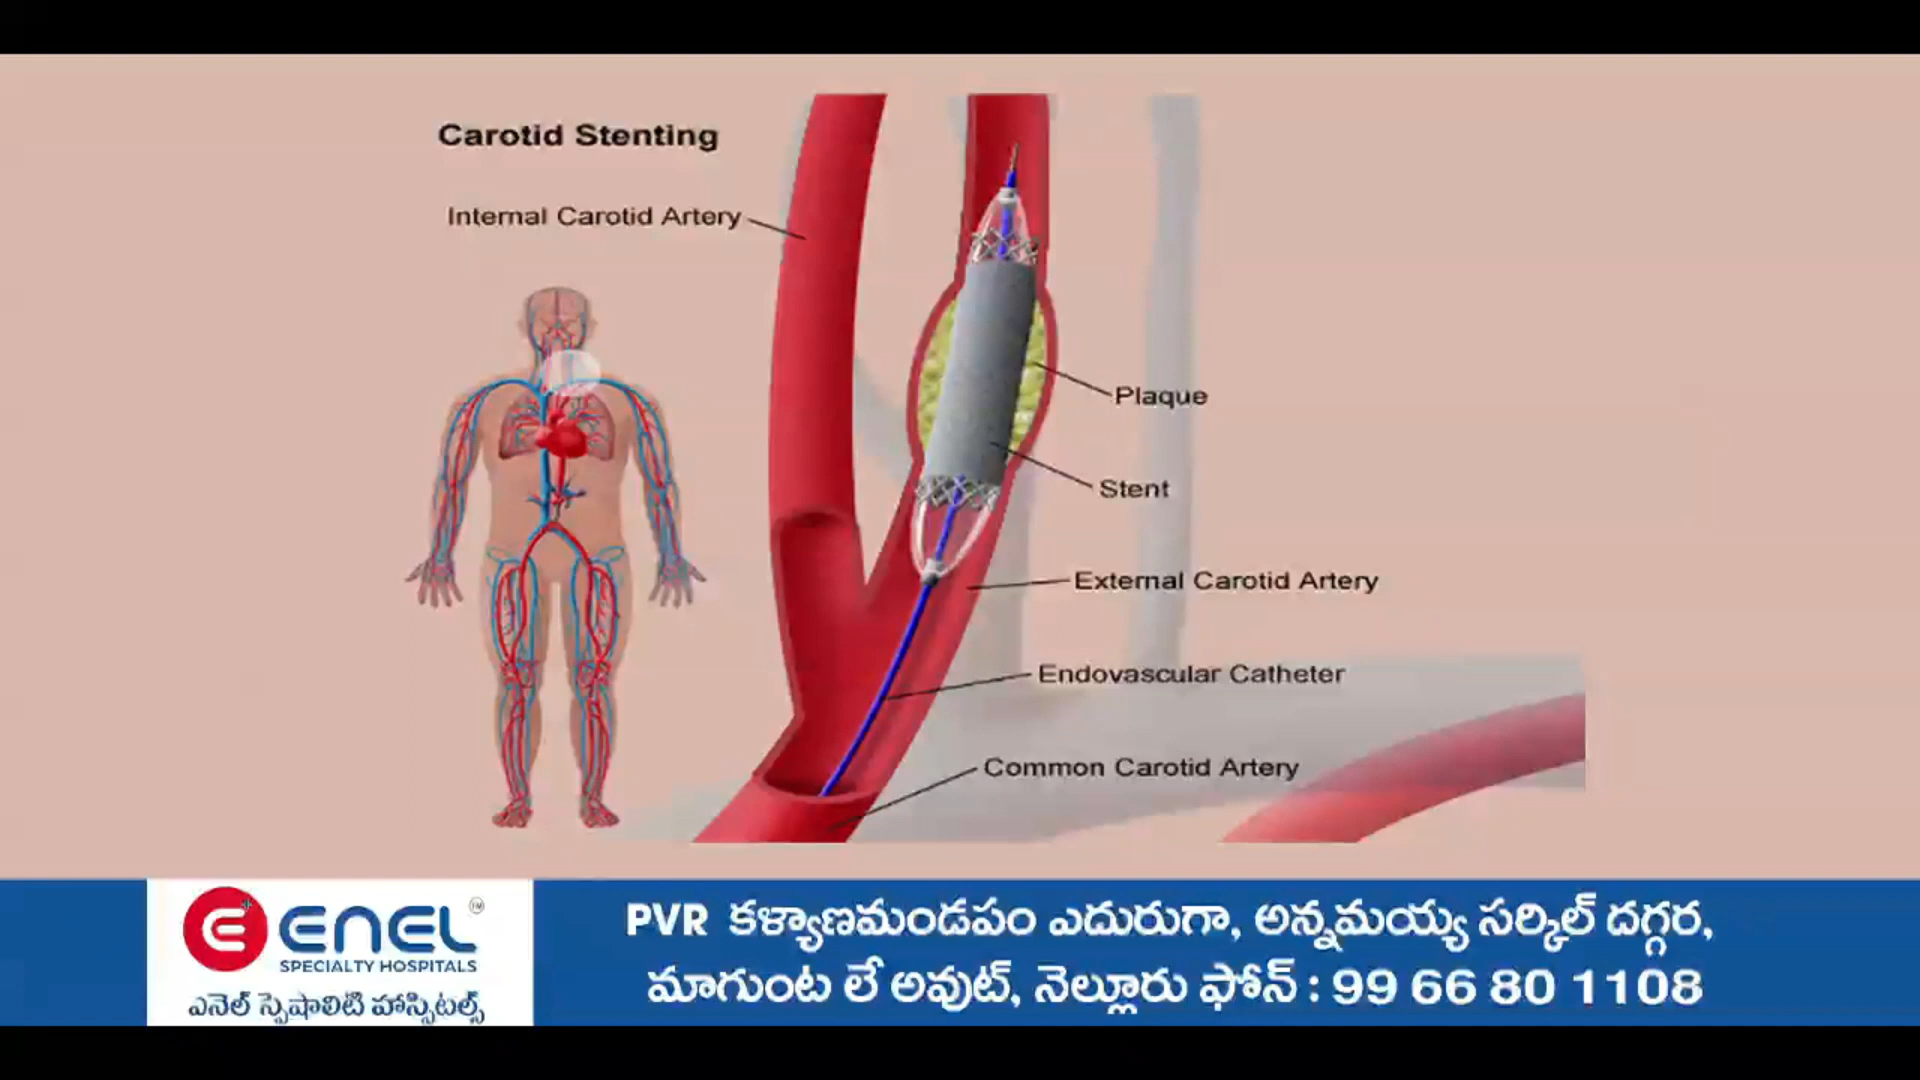 Carotid Stenting
Internal Carotid Artery
Plaque
Stent
External Carotid Artery
Endovascular Catheter
Common Carotid Artery
ENEL TM
SPECIALTY HOSPITALS
ఎనెల్ స్పెషాలిటి హాస్పిటల్స్
PVR కళ్యాణమండపం ఎదురుగా, అన్నమయ్య సర్కిల్ దగ్గర,
మాగుంట లే అవుట్, నెల్లూరు ఫోన్ : 99 66 80 1108